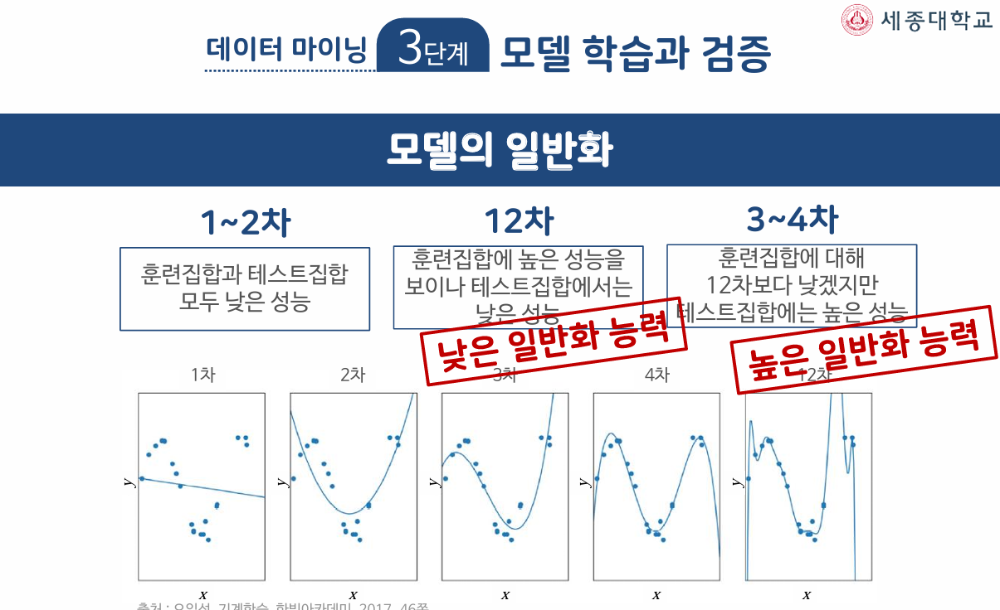 세종대학교
데이터 마이닝 3단계 모델 학습과 검증
모델의 일반화
1~2차
훈련집합과 테스트집합
모두 낮은 성능
12차
훈련집합에 높은 성능을
보이나 테스트집합에서는
낮은 성능
낮은 일반화 능력
3~4차
훈련집합에 대해
12차보다 낮겠지만
테스트집합에는 높은 성능
높은 일반화 능력
1차
2차
3차
4차
12차
y
y
y
y
y
x
x
x
x
x
출처 : 오일석, 기계학습, 한빛아카데미, 2017, 46쪽